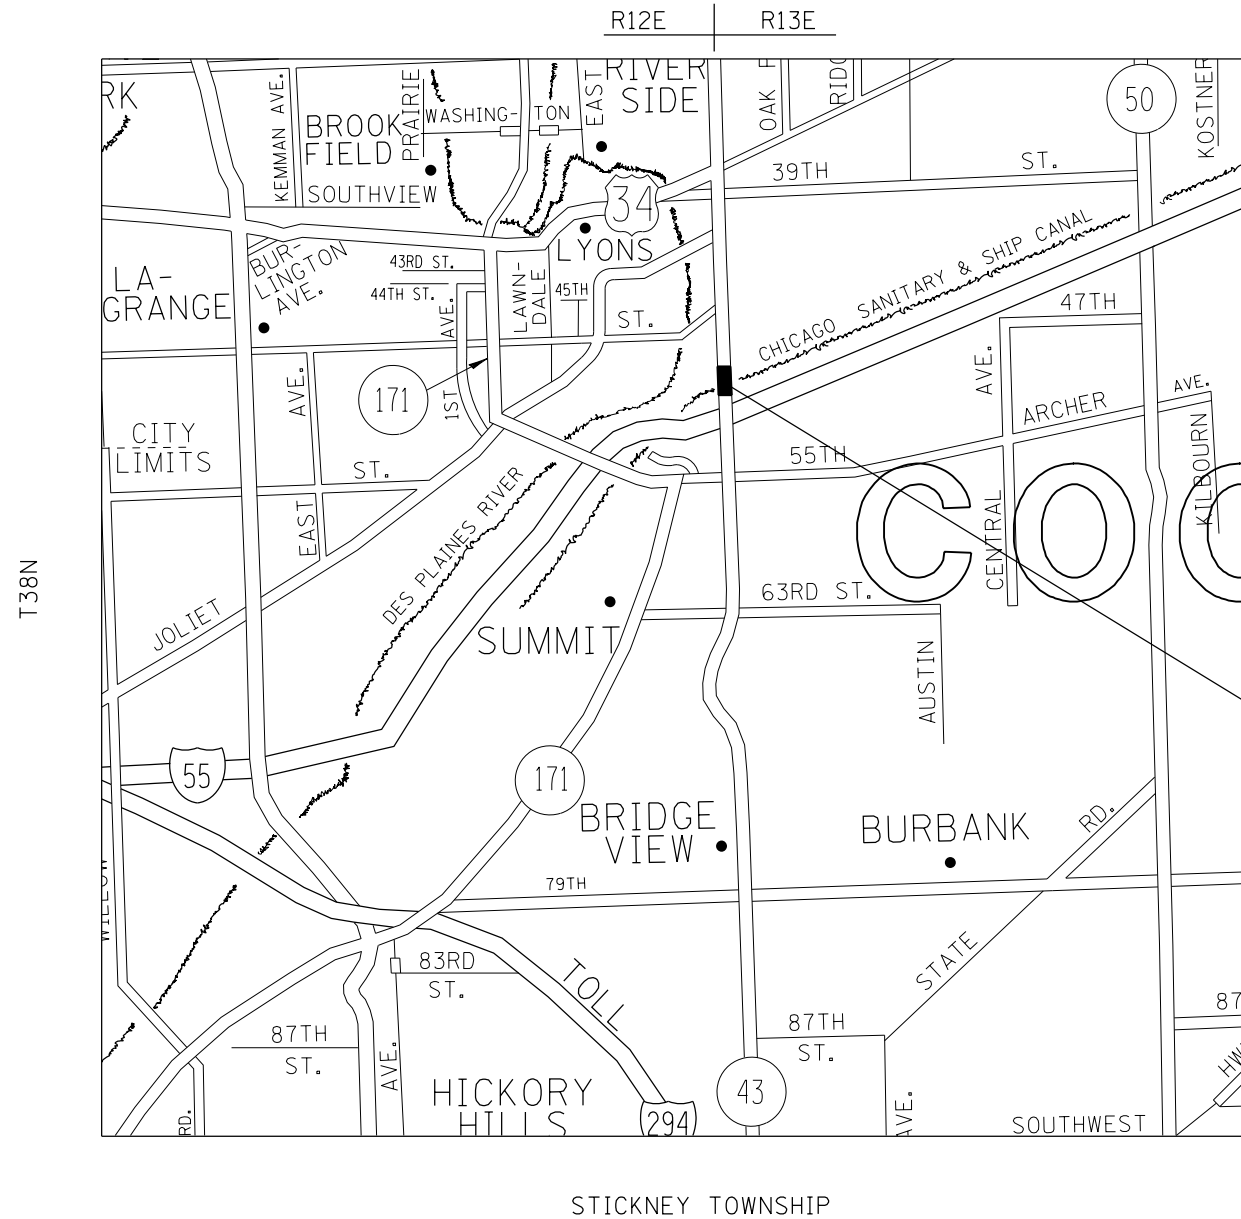 R12E R13E
RK
KEMMAN AVE.
BROOK
FIELD
PRAIRIE
WASHING- TON
EAST
RIVER
SIDE
OAK
50
KOSTNER
SOUTHVIEW
34
39TH ST.
LYONS
BUR-
LINGTON
AVE.
43RD ST.
44TH ST.
LAWN-
DALE
45TH
ST.
LA-
GRANGE
AVE.
1ST
171
CHICAGO SANITARY & SHIP CANAL
47TH
AVE.
CENTRAL
ARCHER AVE.
KILBOURN
CITY
LIMITS
AVE.
EAST
ST.
55TH
COO
DES PLAINES RIVER
T38N
JOLIET
SUMMIT
63RD ST.
AUSTIN
55
171
BRIDGE
VIEW
BURBANK
RD.
79TH
WILLOW
83RD
ST.
TOLL
STATE
87TH
ST.
AVE.
87TH
ST.
87
HICKORY
HILLS
294
43
RD.
AVE.
SOUTHWEST
HW
STICKNEY TOWNSHIP